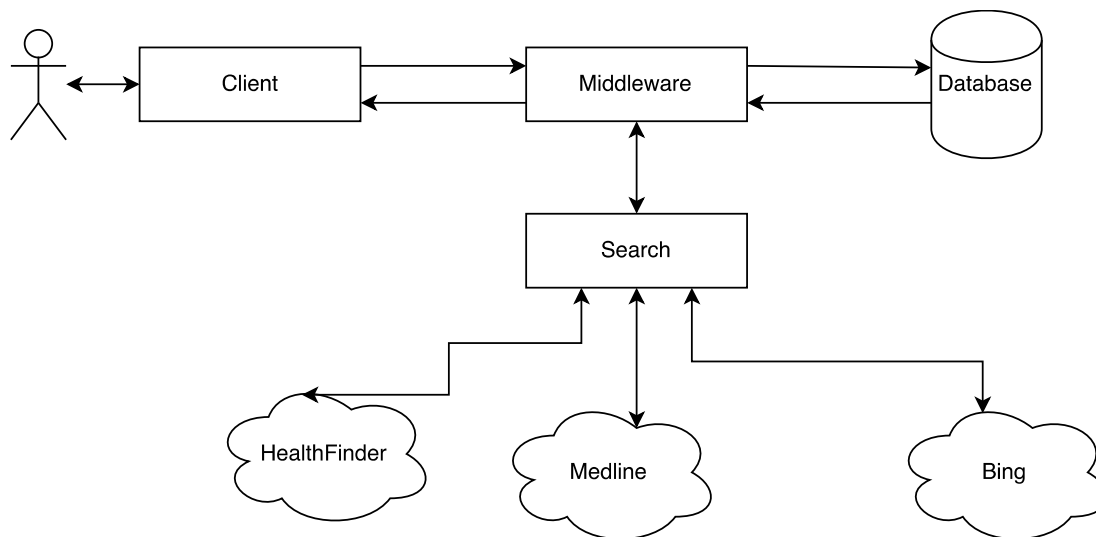 Client
Middleware
Database
Search
HealthFinder
Medline
Bing